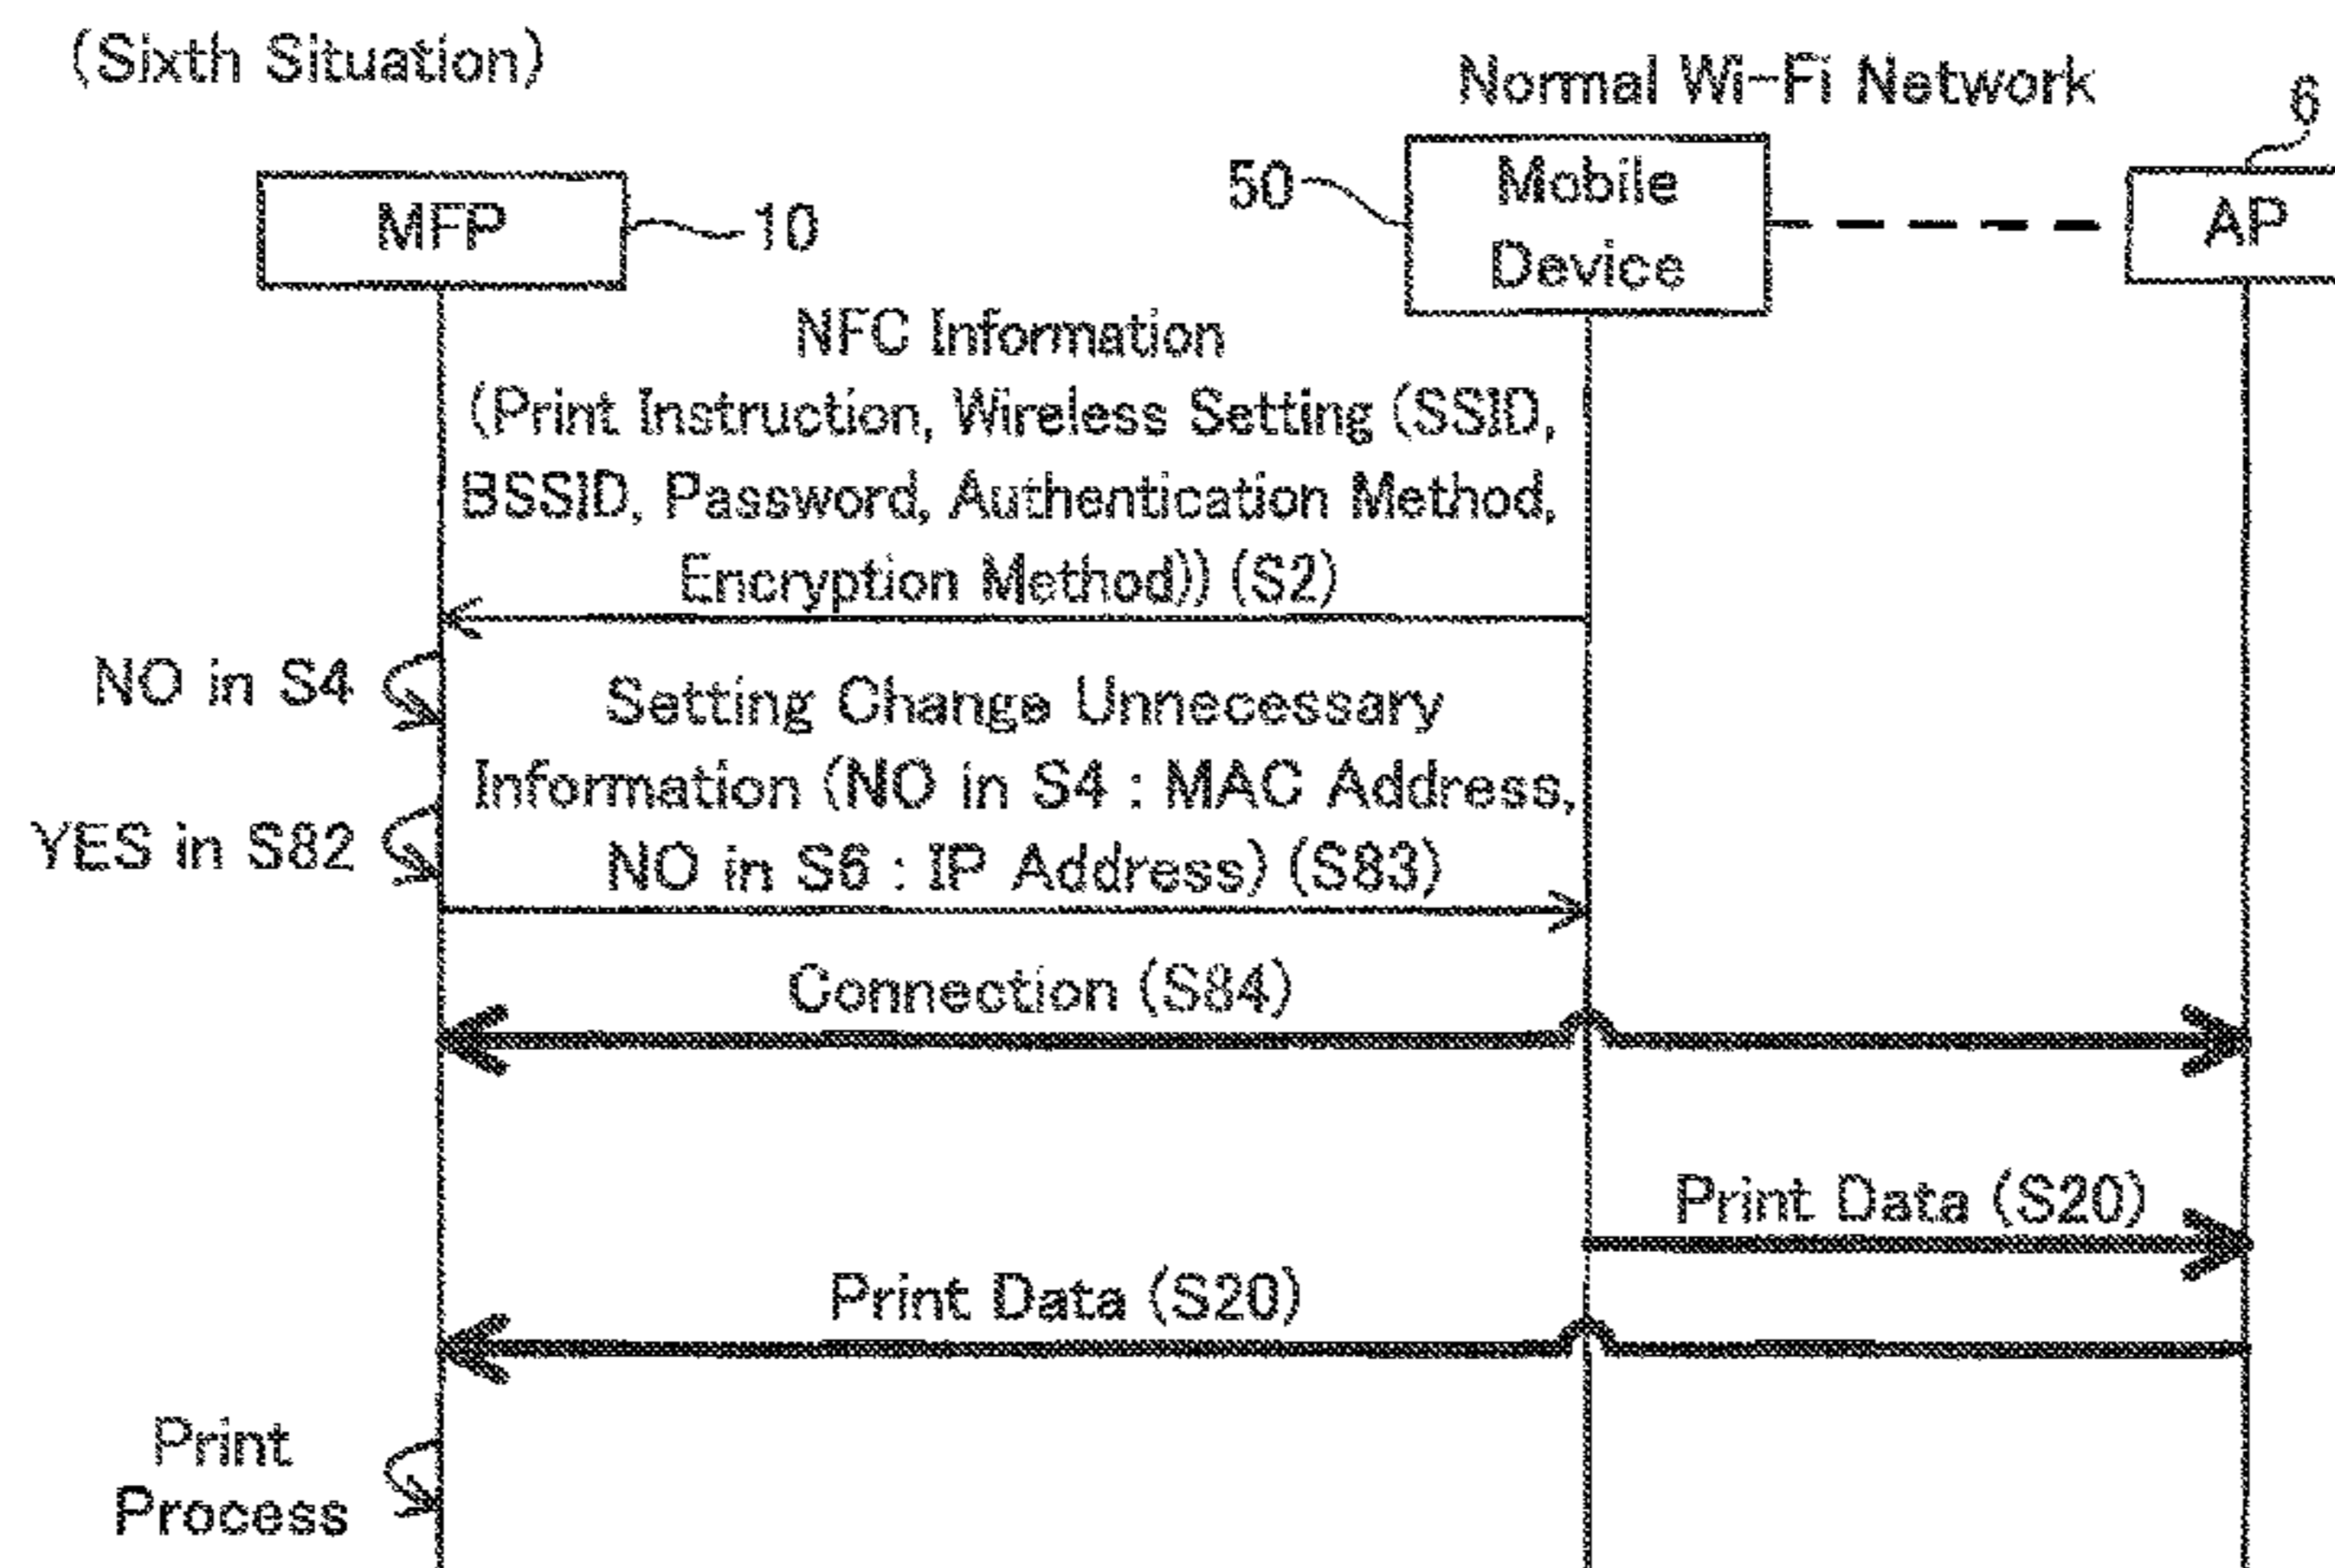 (Sixth Situation)
Normal Wi-Fi Network
6
MFP
10
50
Mobile
Device
AP
NFC Information
(Print Instruction, Wireless Setting (SSID,
BSSID, Password, Authentication Method,
Encryption Method)) (S2)
NO in S4
Setting Change Unnecessary
Information (NO in S4 : MAC Address,
NO in S6 : IP Address) (S83)
YES in S82
Connection (S84)
Print Data (S20)
Print Data (S20)
Print
Process